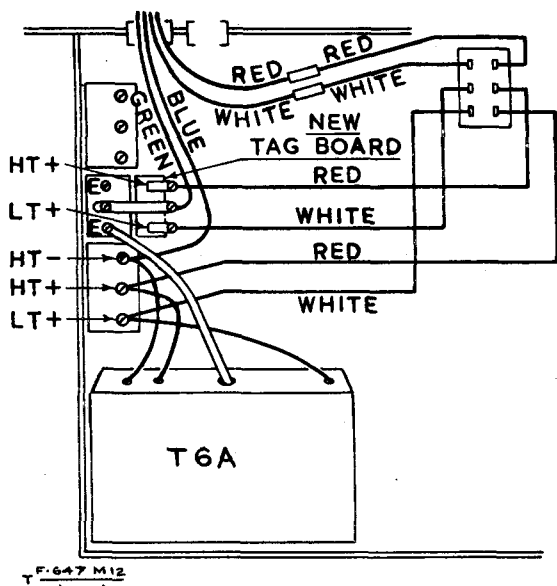 RED
RED
WHITE
WHITE
GREEN
BLUE
NEW
TAG BOARD
HT+
RED
E
LT+
WHITE
E
HT-
RED
HT+
WHITE
LT+
T6A
T F·647 M12